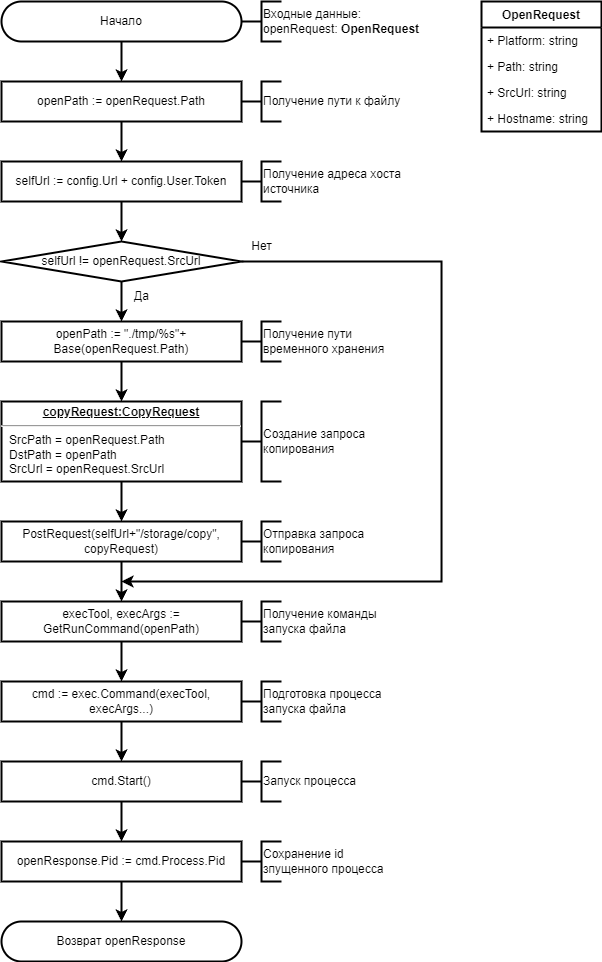 Начало
Входные данные:
openRequest: OpenRequest
OpenRequest
+ Platform: string
+ Path: string
+ SrcUrl: string
+ Hostname: string
openPath := openRequest.Path
Получение пути к файлу
selfUrl := config.Url + config.User.Token
Получение адреса хоста
источника
selfUrl != openRequest.SrcUrl
Нет
Да
openPath := "./tmp/%s"+
Base(openRequest.Path)
Получение пути
временного хранения
copyRequest:CopyRequest
SrcPath = openRequest.Path
DstPath = openPath
SrcUrl = openRequest.SrcUrl
Создание запроса
копирования
PostRequest(selfUrl+"/storage/copy",
copyRequest)
Отправка запроса
копирования
execTool, execArgs :=
GetRunCommand(openPath)
Получение команды
запуска файла
cmd := exec.Command(execTool,
execArgs...)
Подготовка процесса
запуска файла
cmd.Start()
Запуск процесса
openResponse.Pid := cmd.Process.Pid
Сохранение id
зпущенного процесса
Возврат openResponse